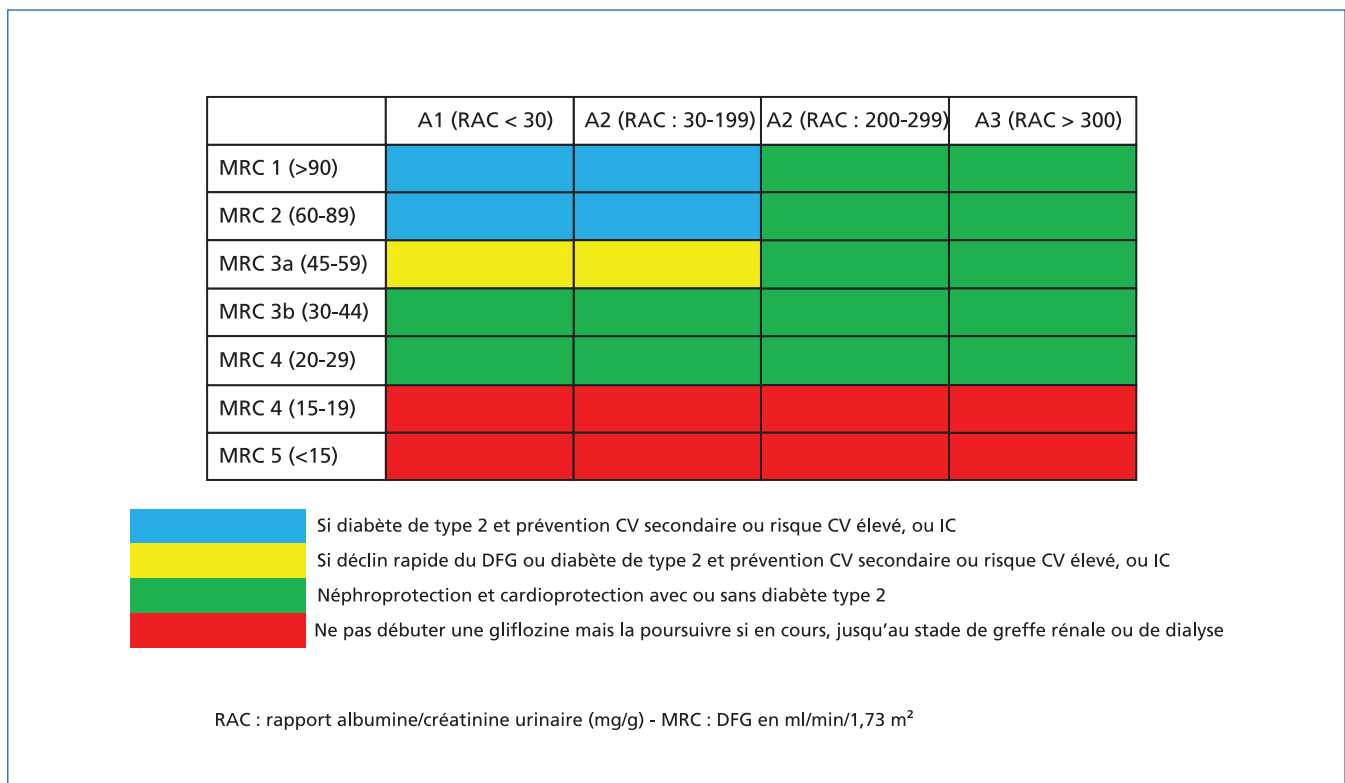 A1 (RAC < 30) A2 (RAC : 30-199) A2 (RAC : 200-299) A3 (RAC > 300)
MRC 1 (>90)
MRC 2 (60-89)
MRC 3a (45-59)
MRC 3b (30-44)
MRC 4 (20-29)
MRC 4 (15-19)
MRC 5 (<15)
Si diabète de type 2 et prévention CV secondaire ou risque CV élevé, ou IC
Si déclin rapide du DFG ou diabète de type 2 et prévention CV secondaire ou risque CV élevé, ou IC
Néphroprotection et cardioprotection avec ou sans diabète type 2
Ne pas débuter une gliflozine mais la poursuivre si en cours, jusqu'au stade de greffe rénale ou de dialyse
RAC : rapport albumine/créatinine urinaire (mg/g) - MRC : DFG en ml/min/1,73 m²